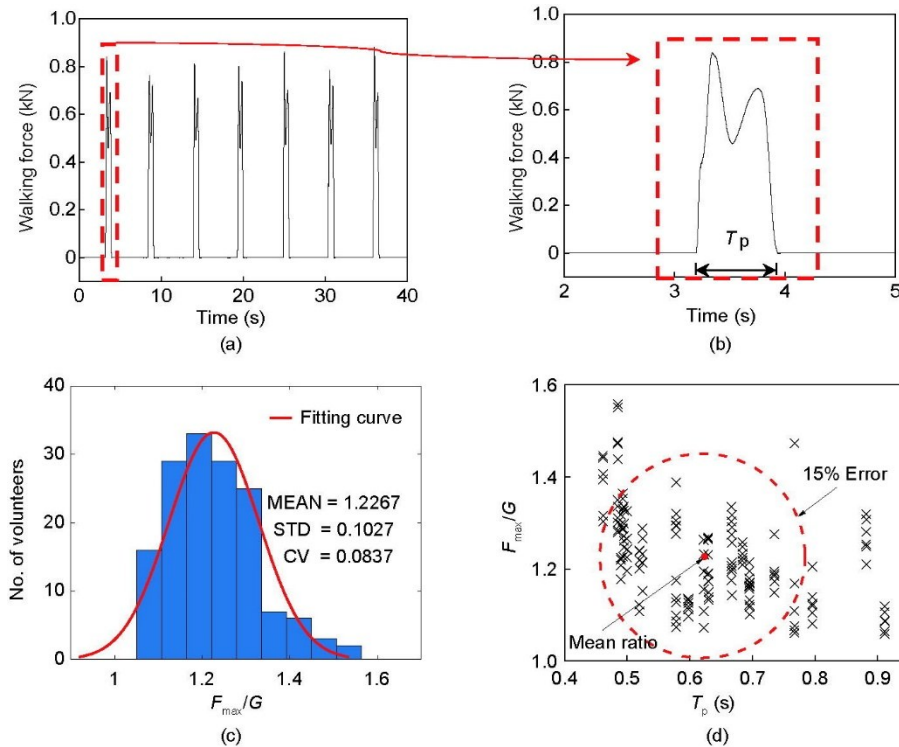 1.0
0.8
0.6
0.4
0.2
0
Walking force (kN)
0 10 20 30 40
Time (s)
(a)
1.0
0.8
0.6
0.4
0.2
0
Walking force (kN)
Tp
2 3 4 5
Time (s)
(b)
40
30
20
10
0
No. of volunteers
Fitting curve
MEAN = 1.2267
STD = 0.1027
CV = 0.0837
1 1.2 1.4 1.6
Fmax/G
(c)
1.6
1.4
1.2
1.0
Fmax/G
15% Error
Mean ratio
0.4 0.5 0.6 0.7 0.8 0.9
Tp (s)
(d)